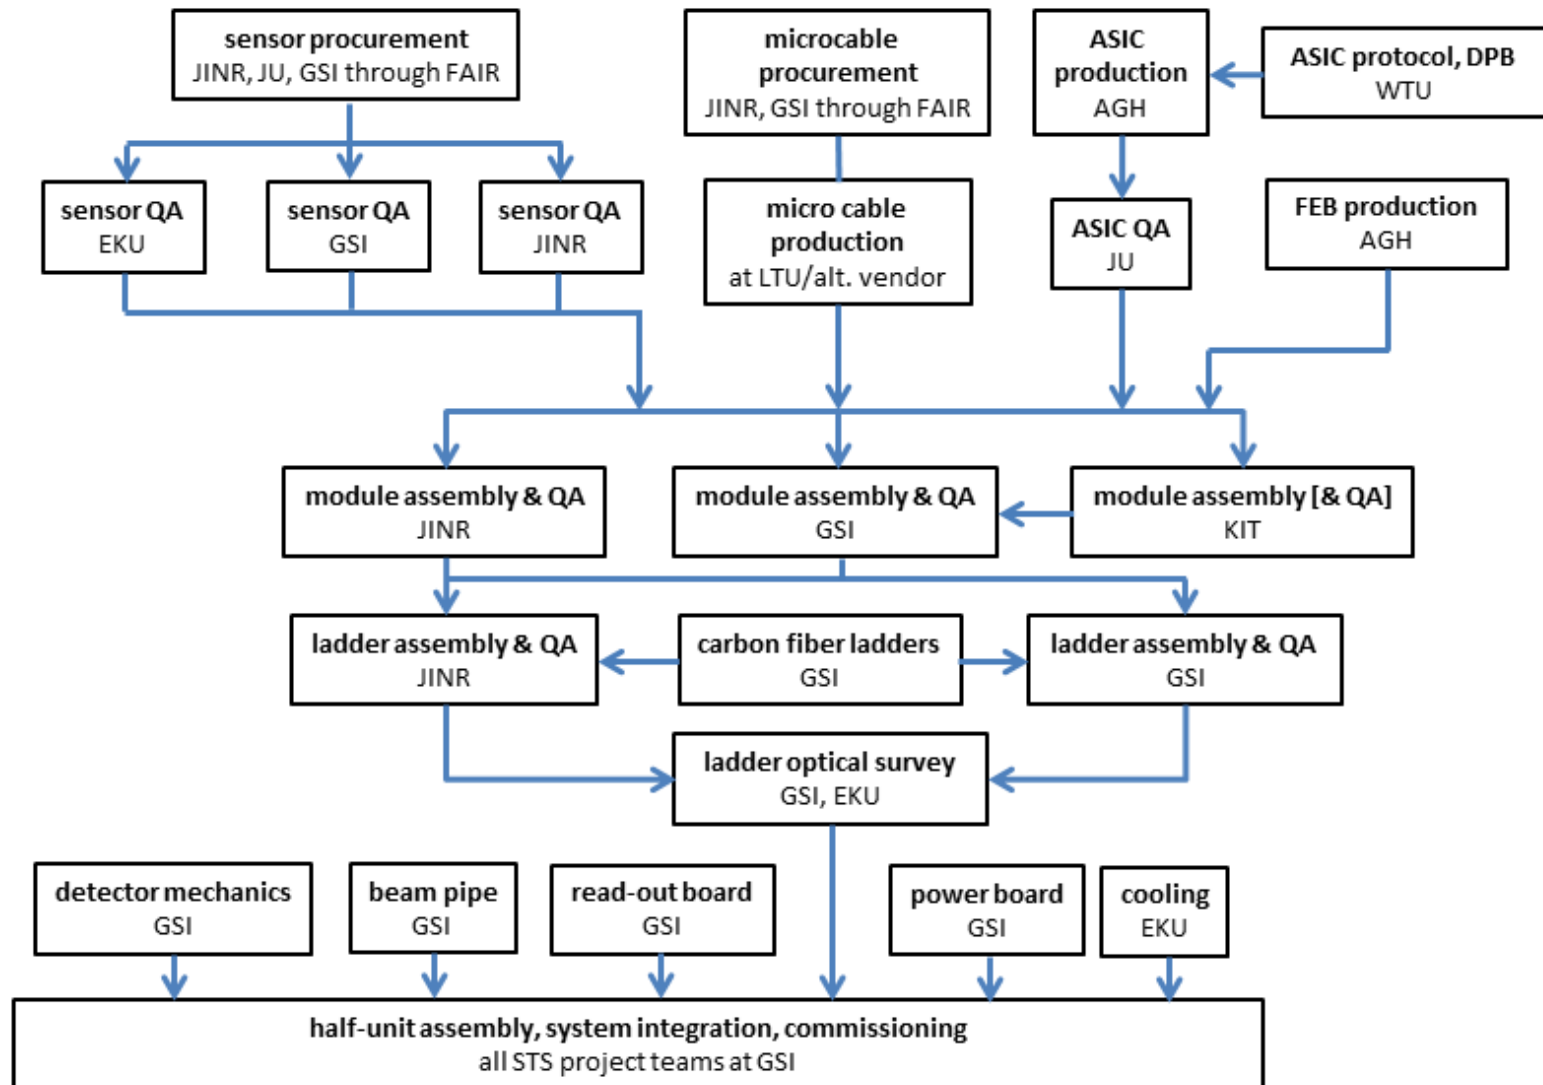 sensor procurement
JINR, JU, GSI through FAIR
microcable
procurement
JINR, GSI through FAIR
ASIC
production
AGH
ASIC protocol, DPB
WTU
sensor QA
EKU
sensor QA
GSI
sensor QA
JINR
micro cable
production
at LTU/alt. vendor
ASIC QA
JU
FEB production
AGH
module assembly & QA
JINR
module assembly & QA
GSI
module assembly [& QA]
KIT
ladder assembly & QA
JINR
carbon fiber ladders
GSI
ladder assembly & QA
GSI
ladder optical survey
GSI, EKU
detector mechanics
GSI
beam pipe
GSI
read-out board
GSI
power board
GSI
cooling
EKU
half-unit assembly, system integration, commissioning
all STS project teams at GSI